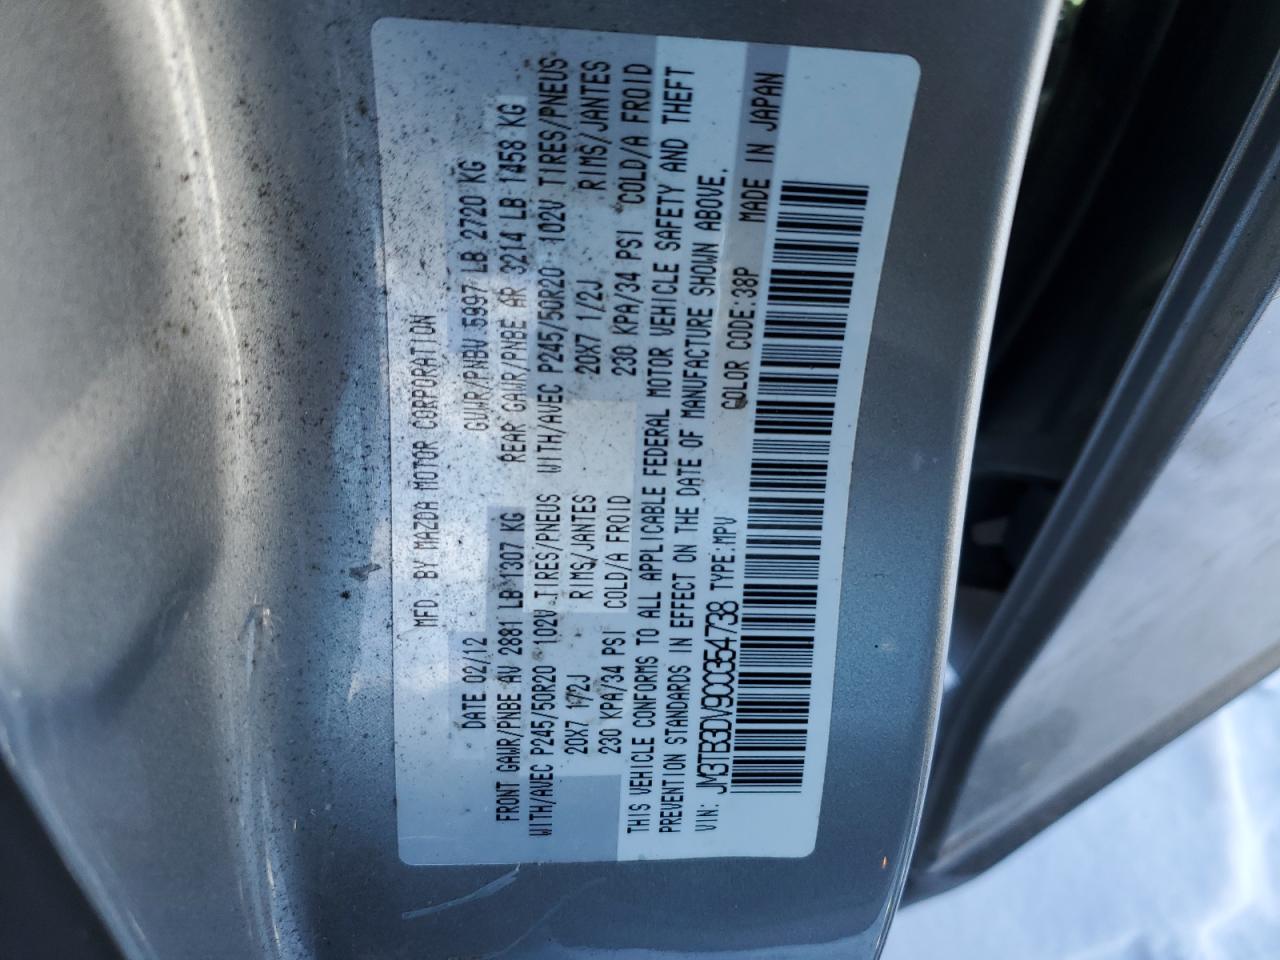 MFD. BY MAZDA MOTOR CORPORATION
DATE 02/12 GVWR/PNBV 5997 LB 2720 KG
FRONT GAWR/PNBE AV 2881 LB 1307 KG REAR GAWR/PNBE AR 3214 LB 1458 KG
WITH/AVEC P245/50R20 102V TIRES/PNEUS WITH/AVEC P245/50R20 102V TIRES/PNEUS
20X7 1/2J RIMS/JANTES 20X7 1/2J RIMS/JANTES
230 KPA/34 PSI COLD/A FROID 230 KPA/34 PSI COLD/A FROID
THIS VEHICLE CONFORMS TO ALL APPLICABLE FEDERAL MOTOR VEHICLE SAFETY AND THEFT
PREVENTION STANDARDS IN EFFECT ON THE DATE OF MANUFACTURE SHOWN ABOVE.
VIN: JM3TB3DV9C0354738 TYPE:MPV COLOR CODE:38P MADE IN JAPAN